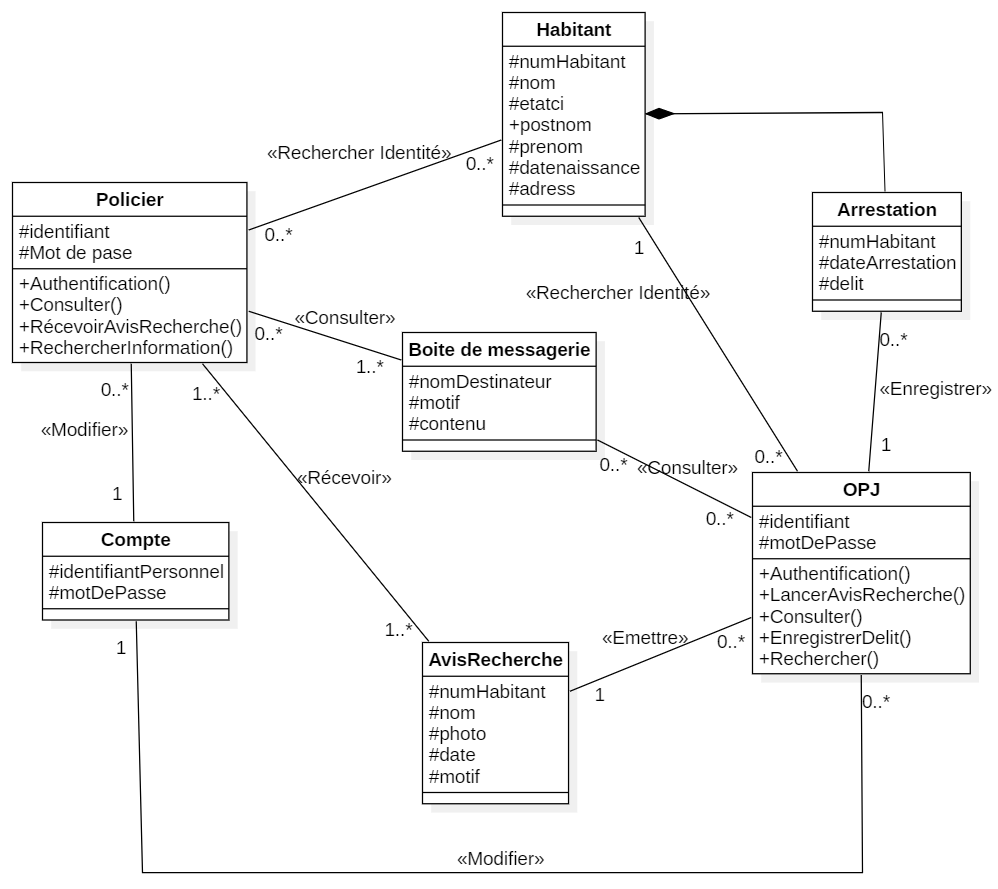 Habitant
#numHabitant
#nom
#etatci
+postnom
#prenom
#datenaissance
#adress
«Rechercher Identité»
0..*
0..*
Policier
#identifiant
#Mot de pase
+Authentification()
+Consulter()
+RécevoirAvisRecherche()
+RechercherInformation()
Arrestation
#numHabitant
#dateArrestation
#delit
1
«Rechercher Identité»
0..*
«Consulter»
0..*
1..*
Boite de messagerie
#nomDestinateur
#motif
#contenu
0..*
«Enregistrer»
1
0..*
1..*
«Modifier»
1
«Récevoir»
1..*
0..*
«Consulter»
0..*
OPJ
#identifiant
#motDePasse
+Authentification()
+LancerAvisRecherche()
+Consulter()
+EnregistrerDelit()
+Rechercher()
Compte
#identifiantPersonnel
#motDePasse
1
«Emettre»
0..*
1
AvisRecherche
#numHabitant
#nom
#photo
#date
#motif
0..*
«Modifier»